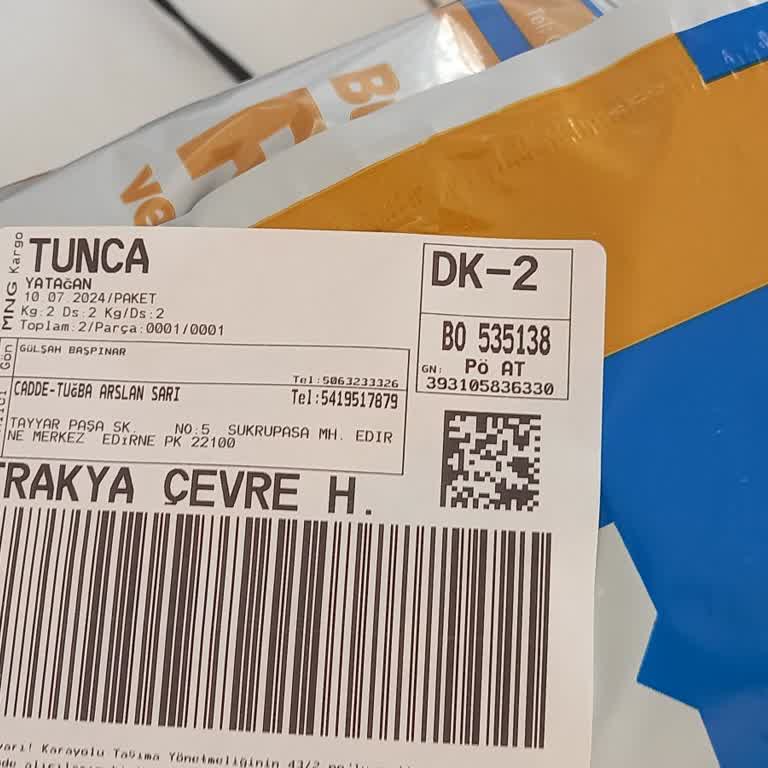 MNG Kargo
TUNCA
YATAĞAN
10.07.2024/PAKET
Kg:2 Ds:2 Kg/Ds:2
Toplam:2/Parça:0001/0001
DK-2
BO 535138
GN: PÖ AT
393105836330
Gön
GÜLŞAH BAŞPINAR
Tel:5063233326
CADDE-TUğBA ARSLAN SARI
Tel:5419517879
TAYYAR PAŞA SK. NO:5 SUKRUPASA MH. EDIR
NE MERKEZ EDİRNE PK 22100
TRAKYA ÇEVRE H.
Karayolu Taşıma Yönetmeliğinin 43/2
ve